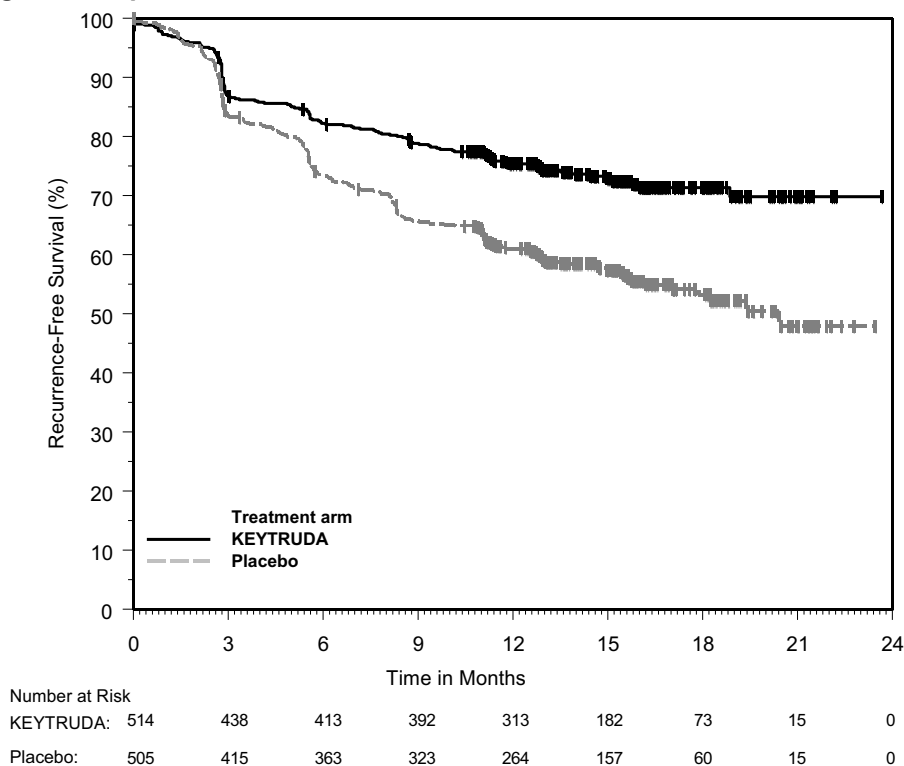 100
90
80
70
60
50
40
30
20
10
0
Recurrence-Free Survival (%)
Treatment arm
KEYTRUDA
Placebo
0 3 6 9 12 15 18 21 24
Time in Months
Number at Risk
KEYTRUDA: 514 438 413 392 313 182 73 15 0
Placebo: 505 415 363 323 264 157 60 15 0